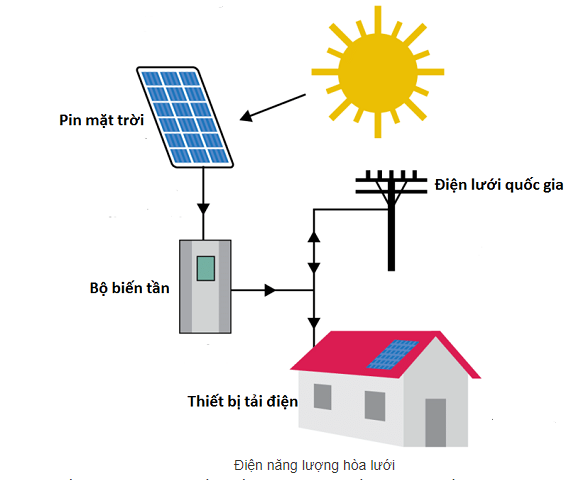 Pin mặt trời
Điện lưới quốc gia
Bộ biến tần
Thiết bị tải điện
Điện năng lượng hòa lưới